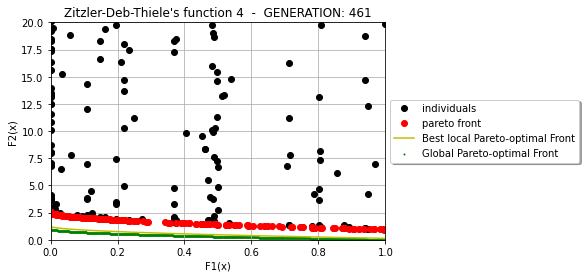 Zitzler-Deb-Thiele's function 4  -  GENERATION: 461
20.0
17.5
15.0
12.5
10.0
7.5
5.0
2.5
0.0
F2(x)
0.0 0.2 0.4 0.6 0.8 1.0
F1(x)
individuals
pareto front
Best local Pareto-optimal Front
Global Pareto-optimal Front